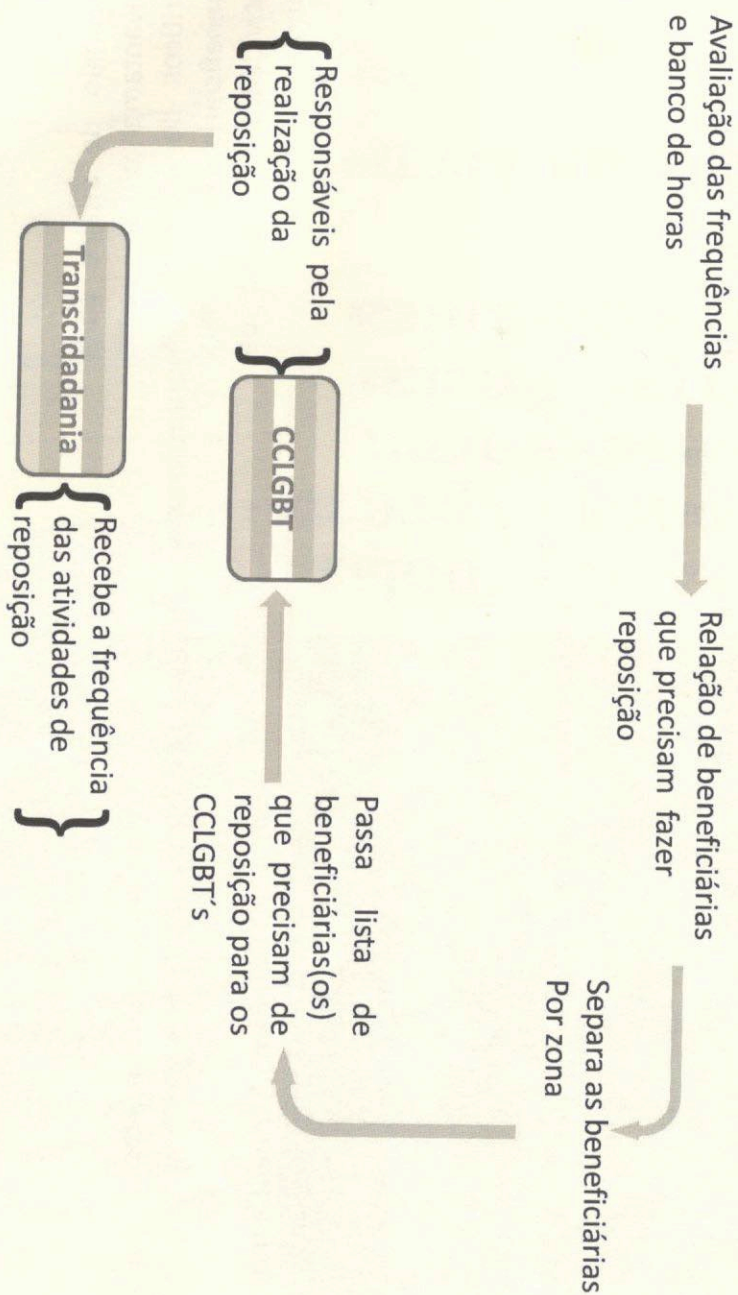 Avaliação das frequências
e banco de horas
Relação de beneficiárias
que precisam fazer
reposição
Separa as beneficiárias
Por zona
Passa lista de
beneficiárias(os)
que precisam de
reposição para os
CCLGBT´s
CCLGBT
Responsáveis pela
realização da
reposição
Transcidadania
Recebe a frequência
das atividades de
reposição